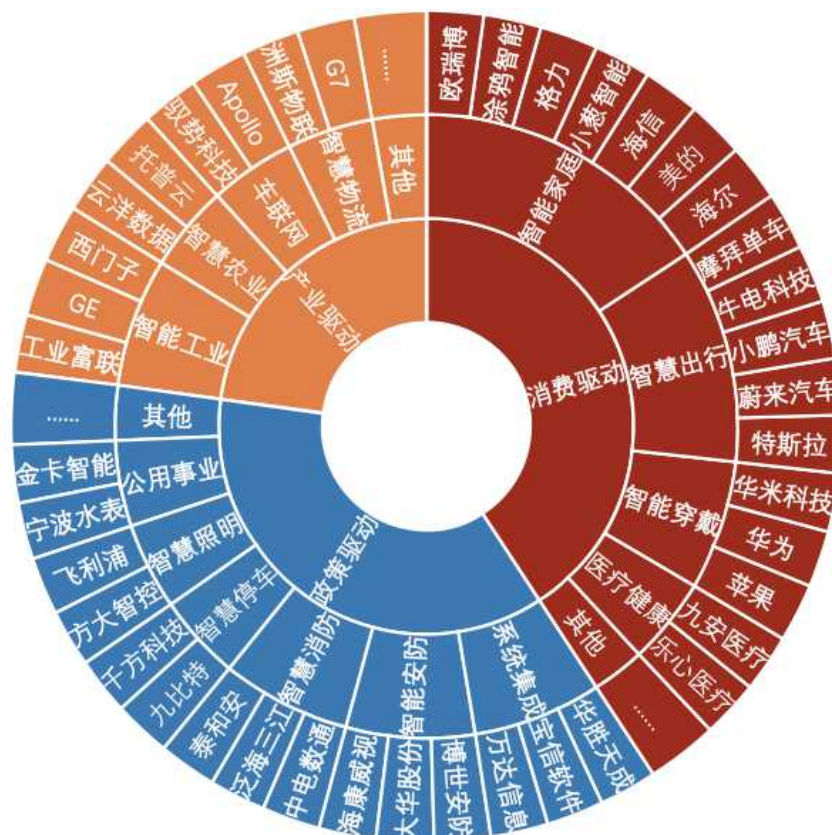 消费驱动
智能家庭
欧瑞博
涂鸦智能
格力
小葱智能
海信
美的
海尔
智慧出行
摩拜单车
牛电科技
小鹏汽车
蔚来汽车
特斯拉
智能穿戴
华米科技
华为
苹果
医疗健康
九安医疗
乐心医疗
其他
......
政策驱动
系统集成
华胜天成
宝信软件
万达信息
智能安防
博世安防
大华股份
海康威视
智慧消防
中电数通
泛海三江
泰和安
智慧停车
九比特
千方科技
智慧照明
方大智控
飞利浦
公用事业
宁波水表
金卡智能
其他
......
产业驱动
智能工业
工业富联
GE
西门子
智慧农业
云洋数据
托普云
车联网
驭势科技
Apollo
智慧物流
洲斯物联
G7
其他
......